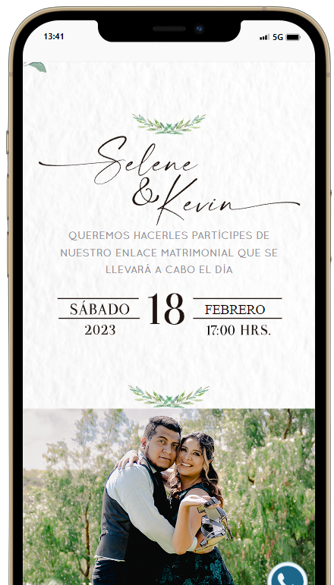 13:41
5G
Selene
&
Kevin
QUEREMOS HACERLES PARTÍCIPES DE
NUESTRO ENLACE MATRIMONIAL QUE SE
LLEVARÁ A CABO EL DÍA
SÁBADO 18 FEBRERO
2023 17:00 HRS.